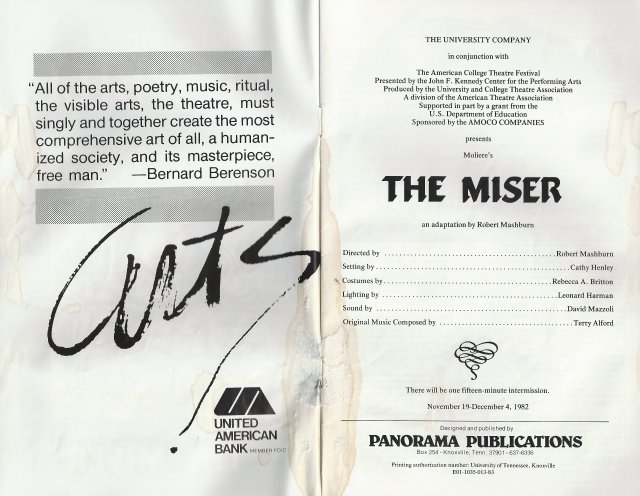 “All of the arts, poetry, music, ritual,
the visible arts, the theatre, must
singly and together create the most
comprehensive art of all, a human-
ized society, and its masterpiece,
free man.” —Bernard Berenson
arts
UNITED
AMERICAN
BANK MEMBER FDIC
THE UNIVERSITY COMPANY
in conjunction with
The American College Theatre Festival
Presented by the John F. Kennedy Center for the Performing Arts
Produced by the University and College Theatre Association
A division of the American Theatre Association
Supported in part by a grant from the
U.S. Department of Education
Sponsored by the AMOCO COMPANIES
presents
Moliere's
THE MISER
an adaptation by Robert Mashburn
Directed by ..........................................Robert Mashburn
Setting by..............................................Cathy Henley
Costumes by..........................................Rebecca A. Britton
Lighting by ..........................................Leonard Harman
Sound by ..............................................David Mazzoli
Original Music Composed by ..............................Terry Alford
There will be one fifteen-minute intermission.
November 19-December 4, 1982
Designed and published by
PANORAMA PUBLICATIONS
Box 254 - Knoxville, Tenn. 37901 - 637-6336
Printing authorization number: University of Tennessee, Knoxville
E01-1035-013-83